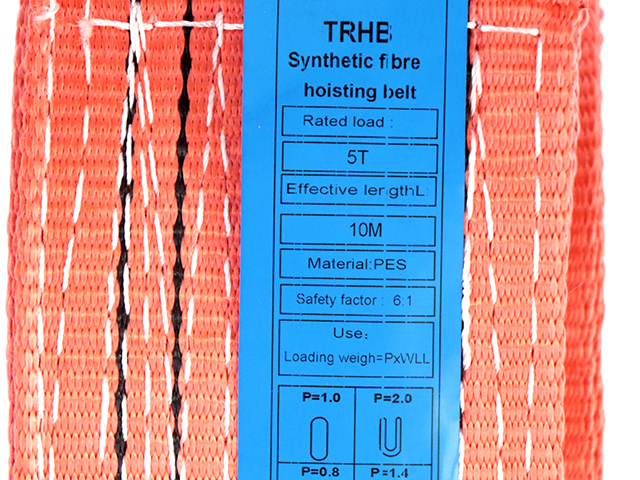 TRHB
Synthetic fibre
hoisting belt
Rated load :
5T
Effective lengthL:
10M
Material:PES
Safety factor : 6:1
Use:
Loading weigh=PxWLL
P=1.0 P=2.0
P=0.8 P=1.4